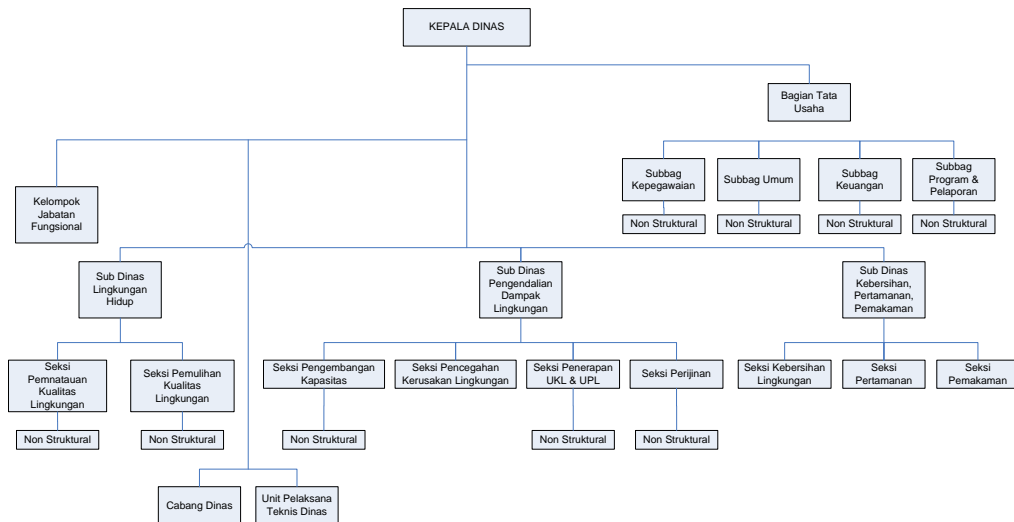 KEPALA DINAS
Bagian Tata
Usaha
Subbag
Kepegawaian
Subbag Umum
Subbag
Keuangan
Subbag
Program &
Pelaporan
Kelompok
Jabatan
Fungsional
Non Struktural
Non Struktural
Non Struktural
Non Struktural
Sub Dinas
Lingkungan
Hidup
Sub Dinas
Pengendalian
Dampak
Lingkungan
Sub Dinas
Kebersihan,
Pertamanan,
Pemakaman
Seksi
Pemnatauan
Kualitas
Lingkungan
Seksi Pemulihan
Kualitas
Lingkungan
Seksi Pengembangan
Kapasitas
Seksi Pencegahan
Kerusakan Lingkungan
Seksi Penerapan
UKL & UPL
Seksi Perijinan
Seksi Kebersihan
Lingkungan
Seksi
Pertamanan
Seksi
Pemakaman
Non Struktural
Non Struktural
Non Struktural
Non Struktural
Non Struktural
Cabang Dinas
Unit Pelaksana
Teknis Dinas